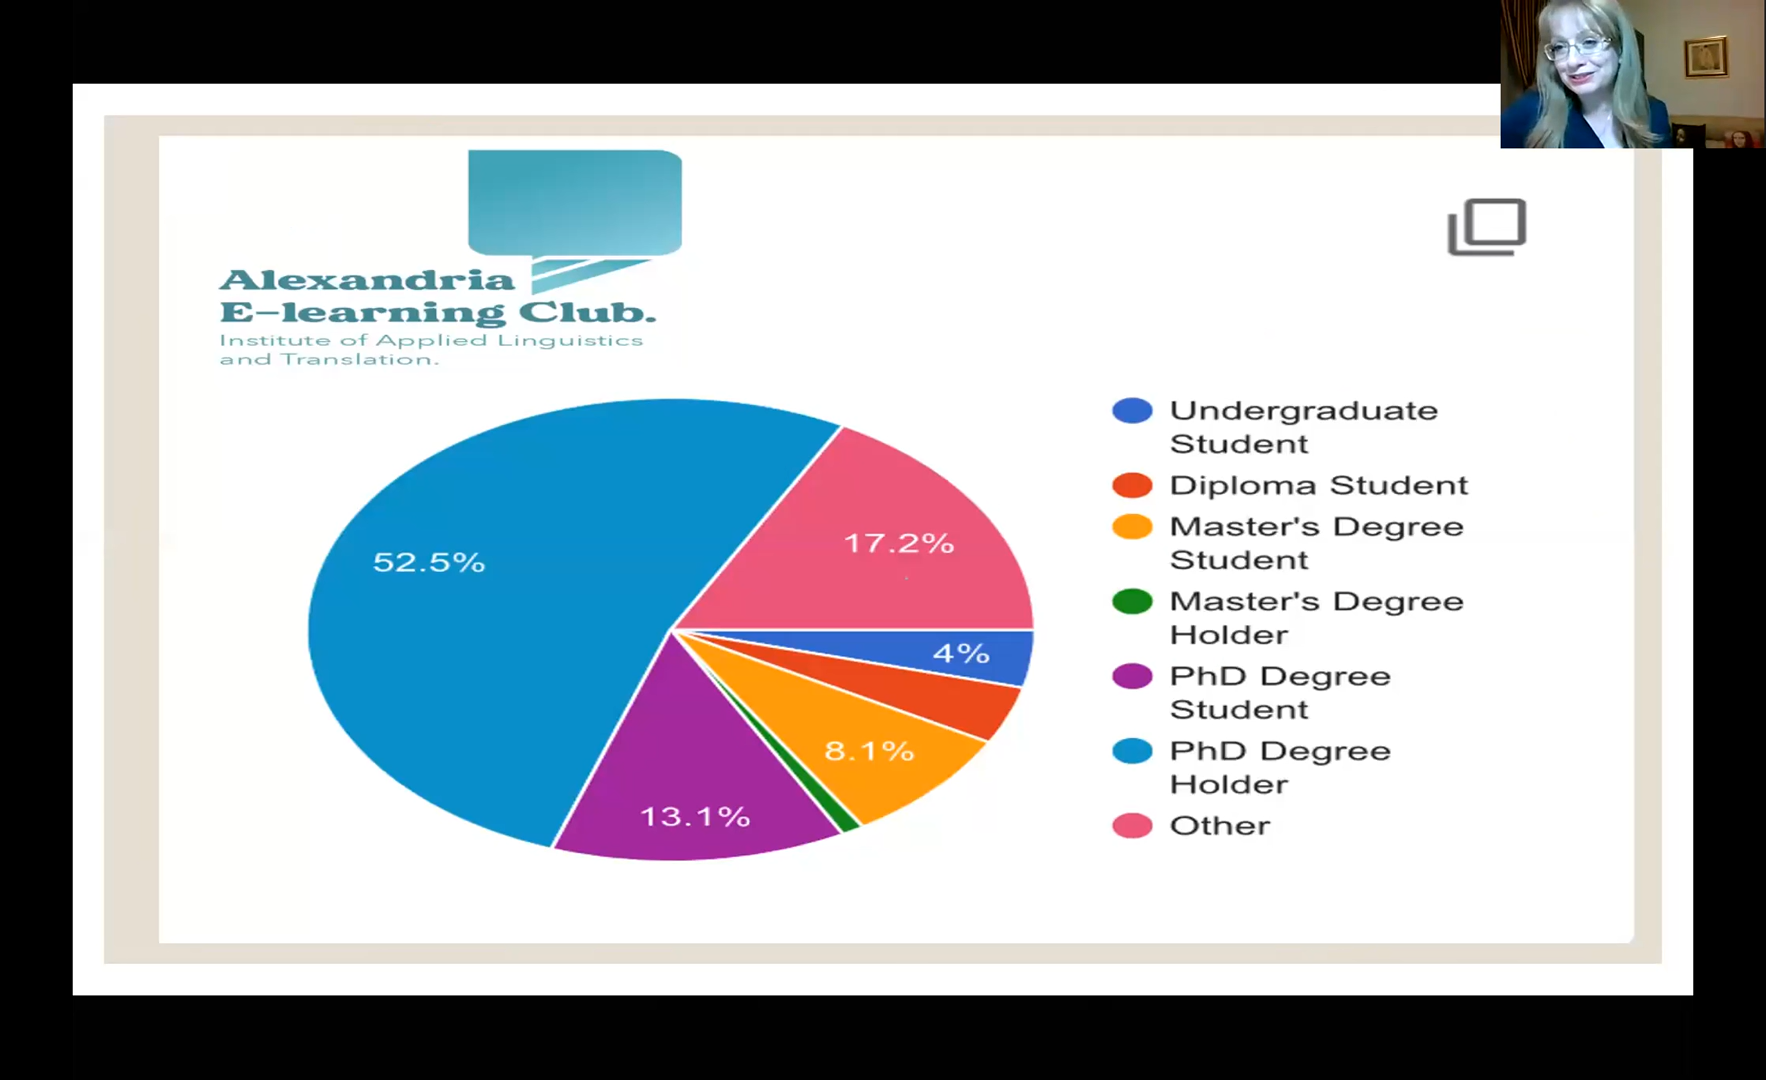 Alexandria
E-learning Club.
Institute of Applied Linguistics
and Translation.
52.5%
17.2%
4%
8.1%
13.1%
Undergraduate
Student
Diploma Student
Master's Degree
Student
Master's Degree
Holder
PhD Degree
Student
PhD Degree
Holder
Other